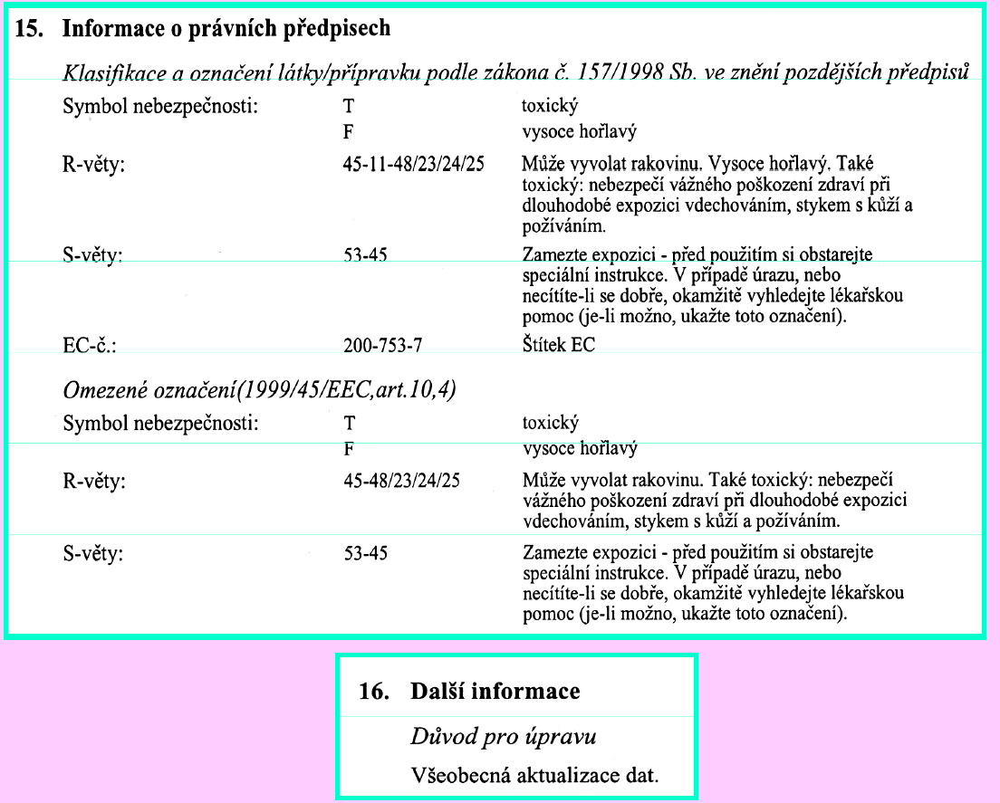 15. Informace o právních předpisech
Klasifikace a označení látky/přípravku podle zákona č. 157/1998 Sb. ve znění pozdějších předpisů
Symbol nebezpečnosti: T toxický
F vysoce hořlavý
R-věty: 45-11-48/23/24/25 Může vyvolat rakovinu. Vysoce hořlavý. Také
toxický: nebezpečí vážného poškození zdraví při
dlouhodobé expozici vdechováním, stykem s kůží a
požíváním.
S-věty: 53-45 Zamezte expozici - před použitím si obstarejte
speciální instrukce. V případě úrazu, nebo
necítíte-li se dobře, okamžitě vyhledejte lékařskou
pomoc (je-li možno, ukažte toto označení).
EC-č.: 200-753-7 Štítek EC
Omezené označení(1999/45/EEC,art.10,4)
Symbol nebezpečnosti: T toxický
F vysoce hořlavý
R-věty: 45-48/23/24/25 Může vyvolat rakovinu. Také toxický: nebezpečí
vážného poškození zdraví při dlouhodobé expozici
vdechováním, stykem s kůží a požíváním.
S-věty: 53-45 Zamezte expozici - před použitím si obstarejte
speciální instrukce. V případě úrazu, nebo
necítíte-li se dobře, okamžitě vyhledejte lékařskou
pomoc (je-li možno, ukažte toto označení).
16. Další informace
Důvod pro úpravu
Všeobecná aktualizace dat.